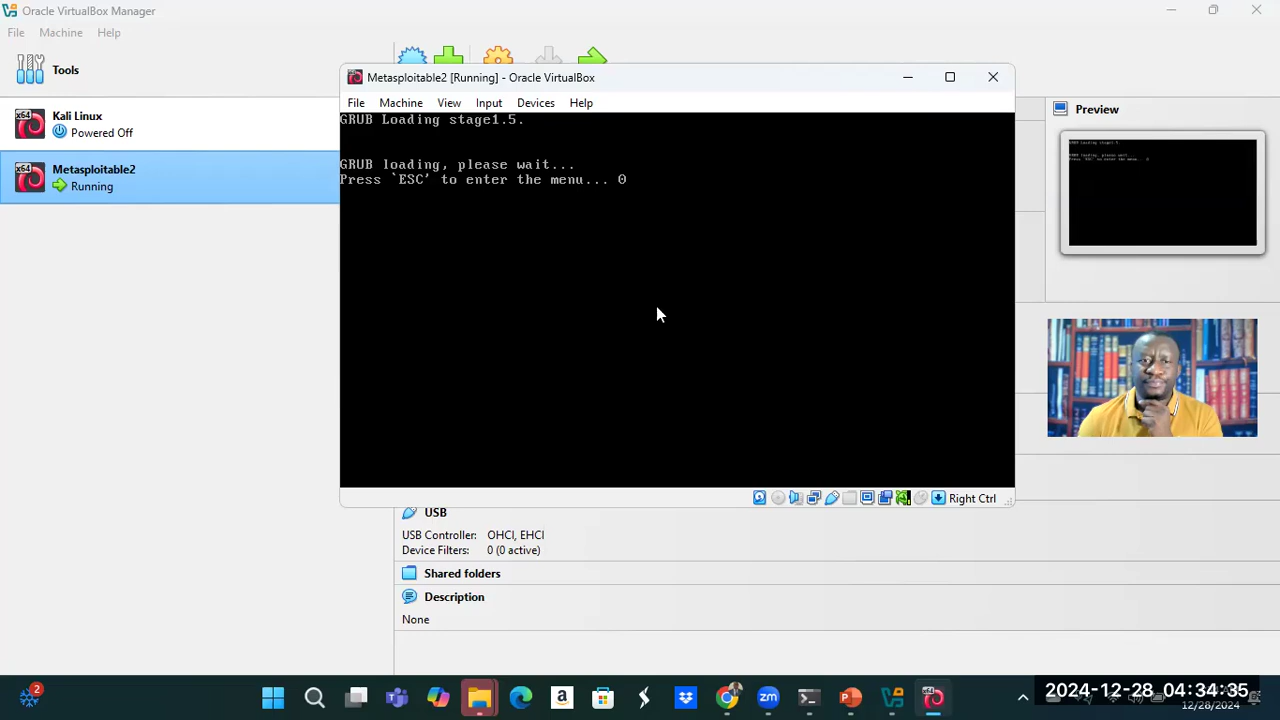 Oracle VirtualBox Manager
File Machine Help
Tools
Kali Linux
Powered Off
Metasploitable2
Running
Metasploitable2 [Running] - Oracle VirtualBox
File Machine View Input Devices Help
GRUB Loading stage1.5.
GRUB loading, please wait...
Press `ESC' to enter the menu... 0
Right Ctrl
Preview
USB
USB Controller: OHCI, EHCI
Device Filters: 0 (0 active)
Shared folders
Description
None
2
2024-12-28 04:34:35
12/28/2024